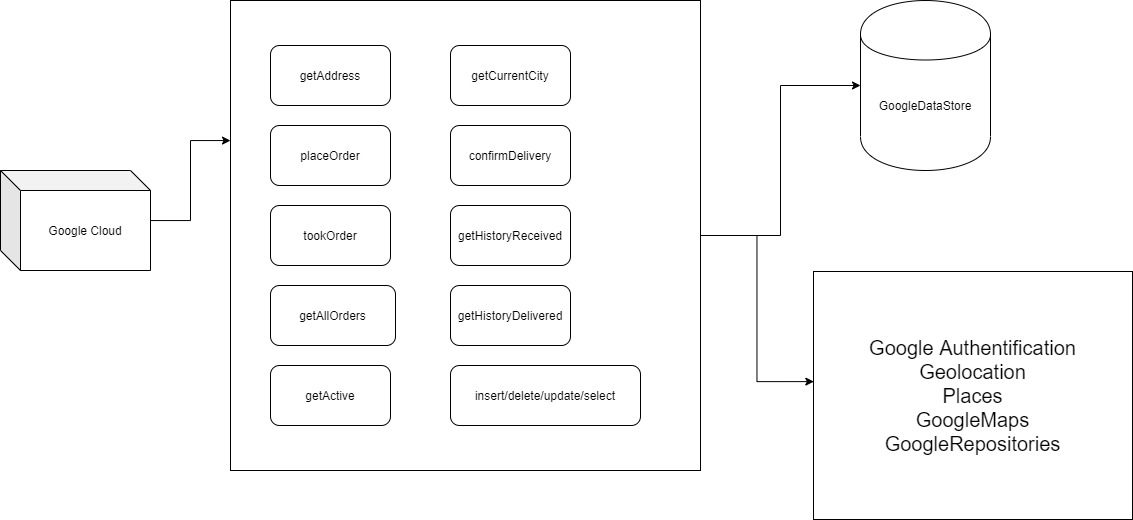 getAddress
getCurrentCity
GoogleDataStore
placeOrder
confirmDelivery
Google Cloud
tookOrder
getHistoryReceived
getAllOrders
getHistoryDelivered
getActive
insert/delete/update/select
Google Authentification
Geolocation
Places
GoogleMaps
GoogleRepositories